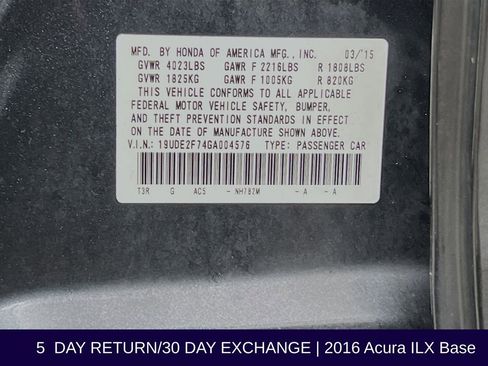 MFD. BY HONDA OF AMERICA MFG., INC. 03/'15
GVWR 4023LBS GAWR F 2216LBS R 1808LBS
GVWR 1825KG GAWR F 1005KG R 820KG
THIS VEHICLE CONFORMS TO ALL APPLICABLE
FEDERAL MOTOR VEHICLE SAFETY, BUMPER,
AND THEFT PREVENTION STANDARDS IN EFFECT
ON THE DATE OF MANUFACTURE SHOWN ABOVE.
V.I.N.: 19UDE2F74GA004576 TYPE: PASSENGER CAR
T3R G AC5 - NH782M - A - A
5 DAY RETURN/30 DAY EXCHANGE | 2016 Acura ILX Base